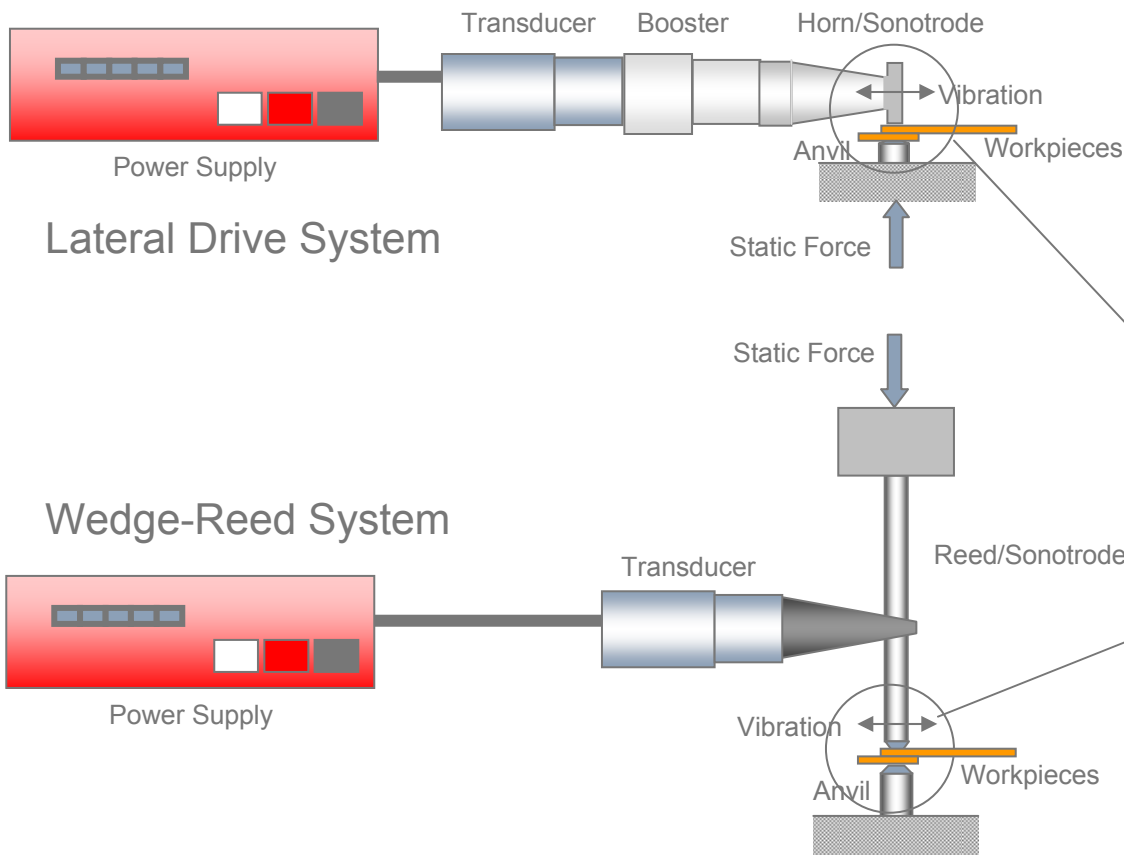 Transducer
Booster
Horn/Sonotrode
Vibration
Anvil
Workpieces
Power Supply
Lateral Drive System
Static Force
Static Force
Wedge-Reed System
Transducer
Reed/Sonotrode
Power Supply
Vibration
Anvil
Workpieces